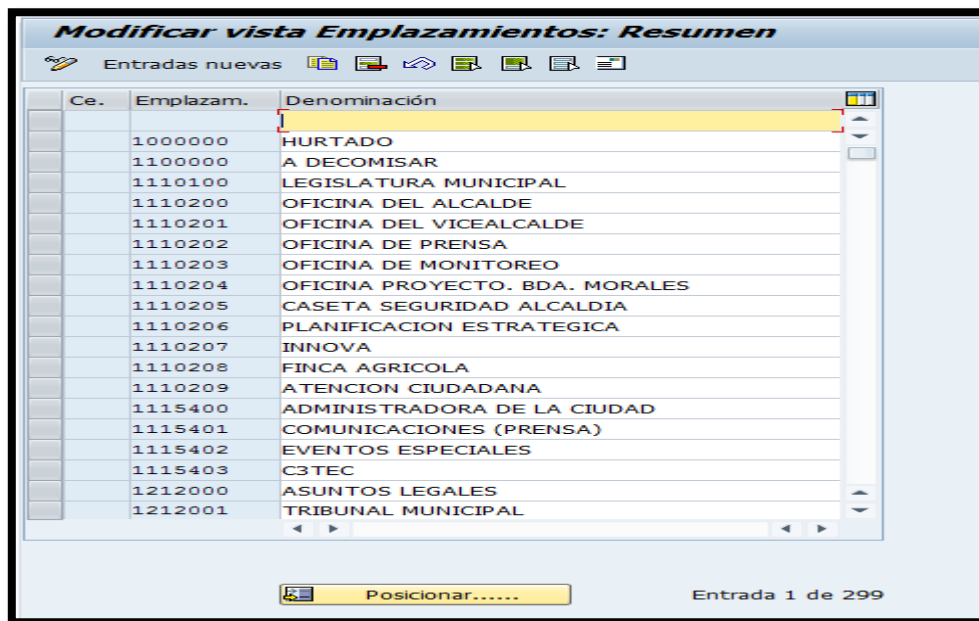 Modificar vista Emplazamientos: Resumen
Entradas nuevas
Ce. Emplazam. Denominación
1000000 HURTADO
1100000 A DECOMISAR
1110100 LEGISLATURA MUNICIPAL
1110200 OFICINA DEL ALCALDE
1110201 OFICINA DEL VICEALCALDE
1110202 OFICINA DE PRENSA
1110203 OFICINA DE MONITOREO
1110204 OFICINA PROYECTO. BDA. MORALES
1110205 CASETA SEGURIDAD ALCALDIA
1110206 PLANIFICACION ESTRATEGICA
1110207 INNOVA
1110208 FINCA AGRICOLA
1110209 ATENCION CIUDADANA
1115400 ADMINISTRADORA DE LA CIUDAD
1115401 COMUNICACIONES (PRENSA)
1115402 EVENTOS ESPECIALES
1115403 C3TEC
1212000 ASUNTOS LEGALES
1212001 TRIBUNAL MUNICIPAL
Posicionar...... Entrada 1 de 299